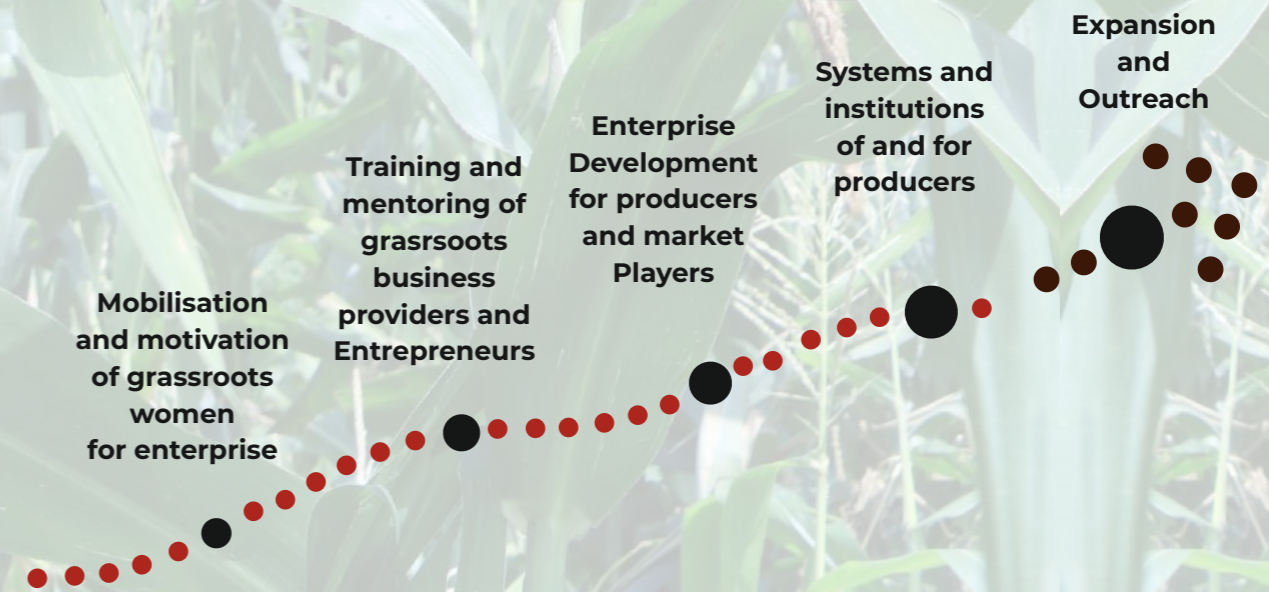 Mobilisation
and motivation
of grassroots
women
for enterprise
Training and
mentoring of
grasrsoots
business
providers and
Entrepreneurs
Enterprise
Development
for producers
and market
Players
Systems and
institutions
of and for
producers
Expansion
and
Outreach